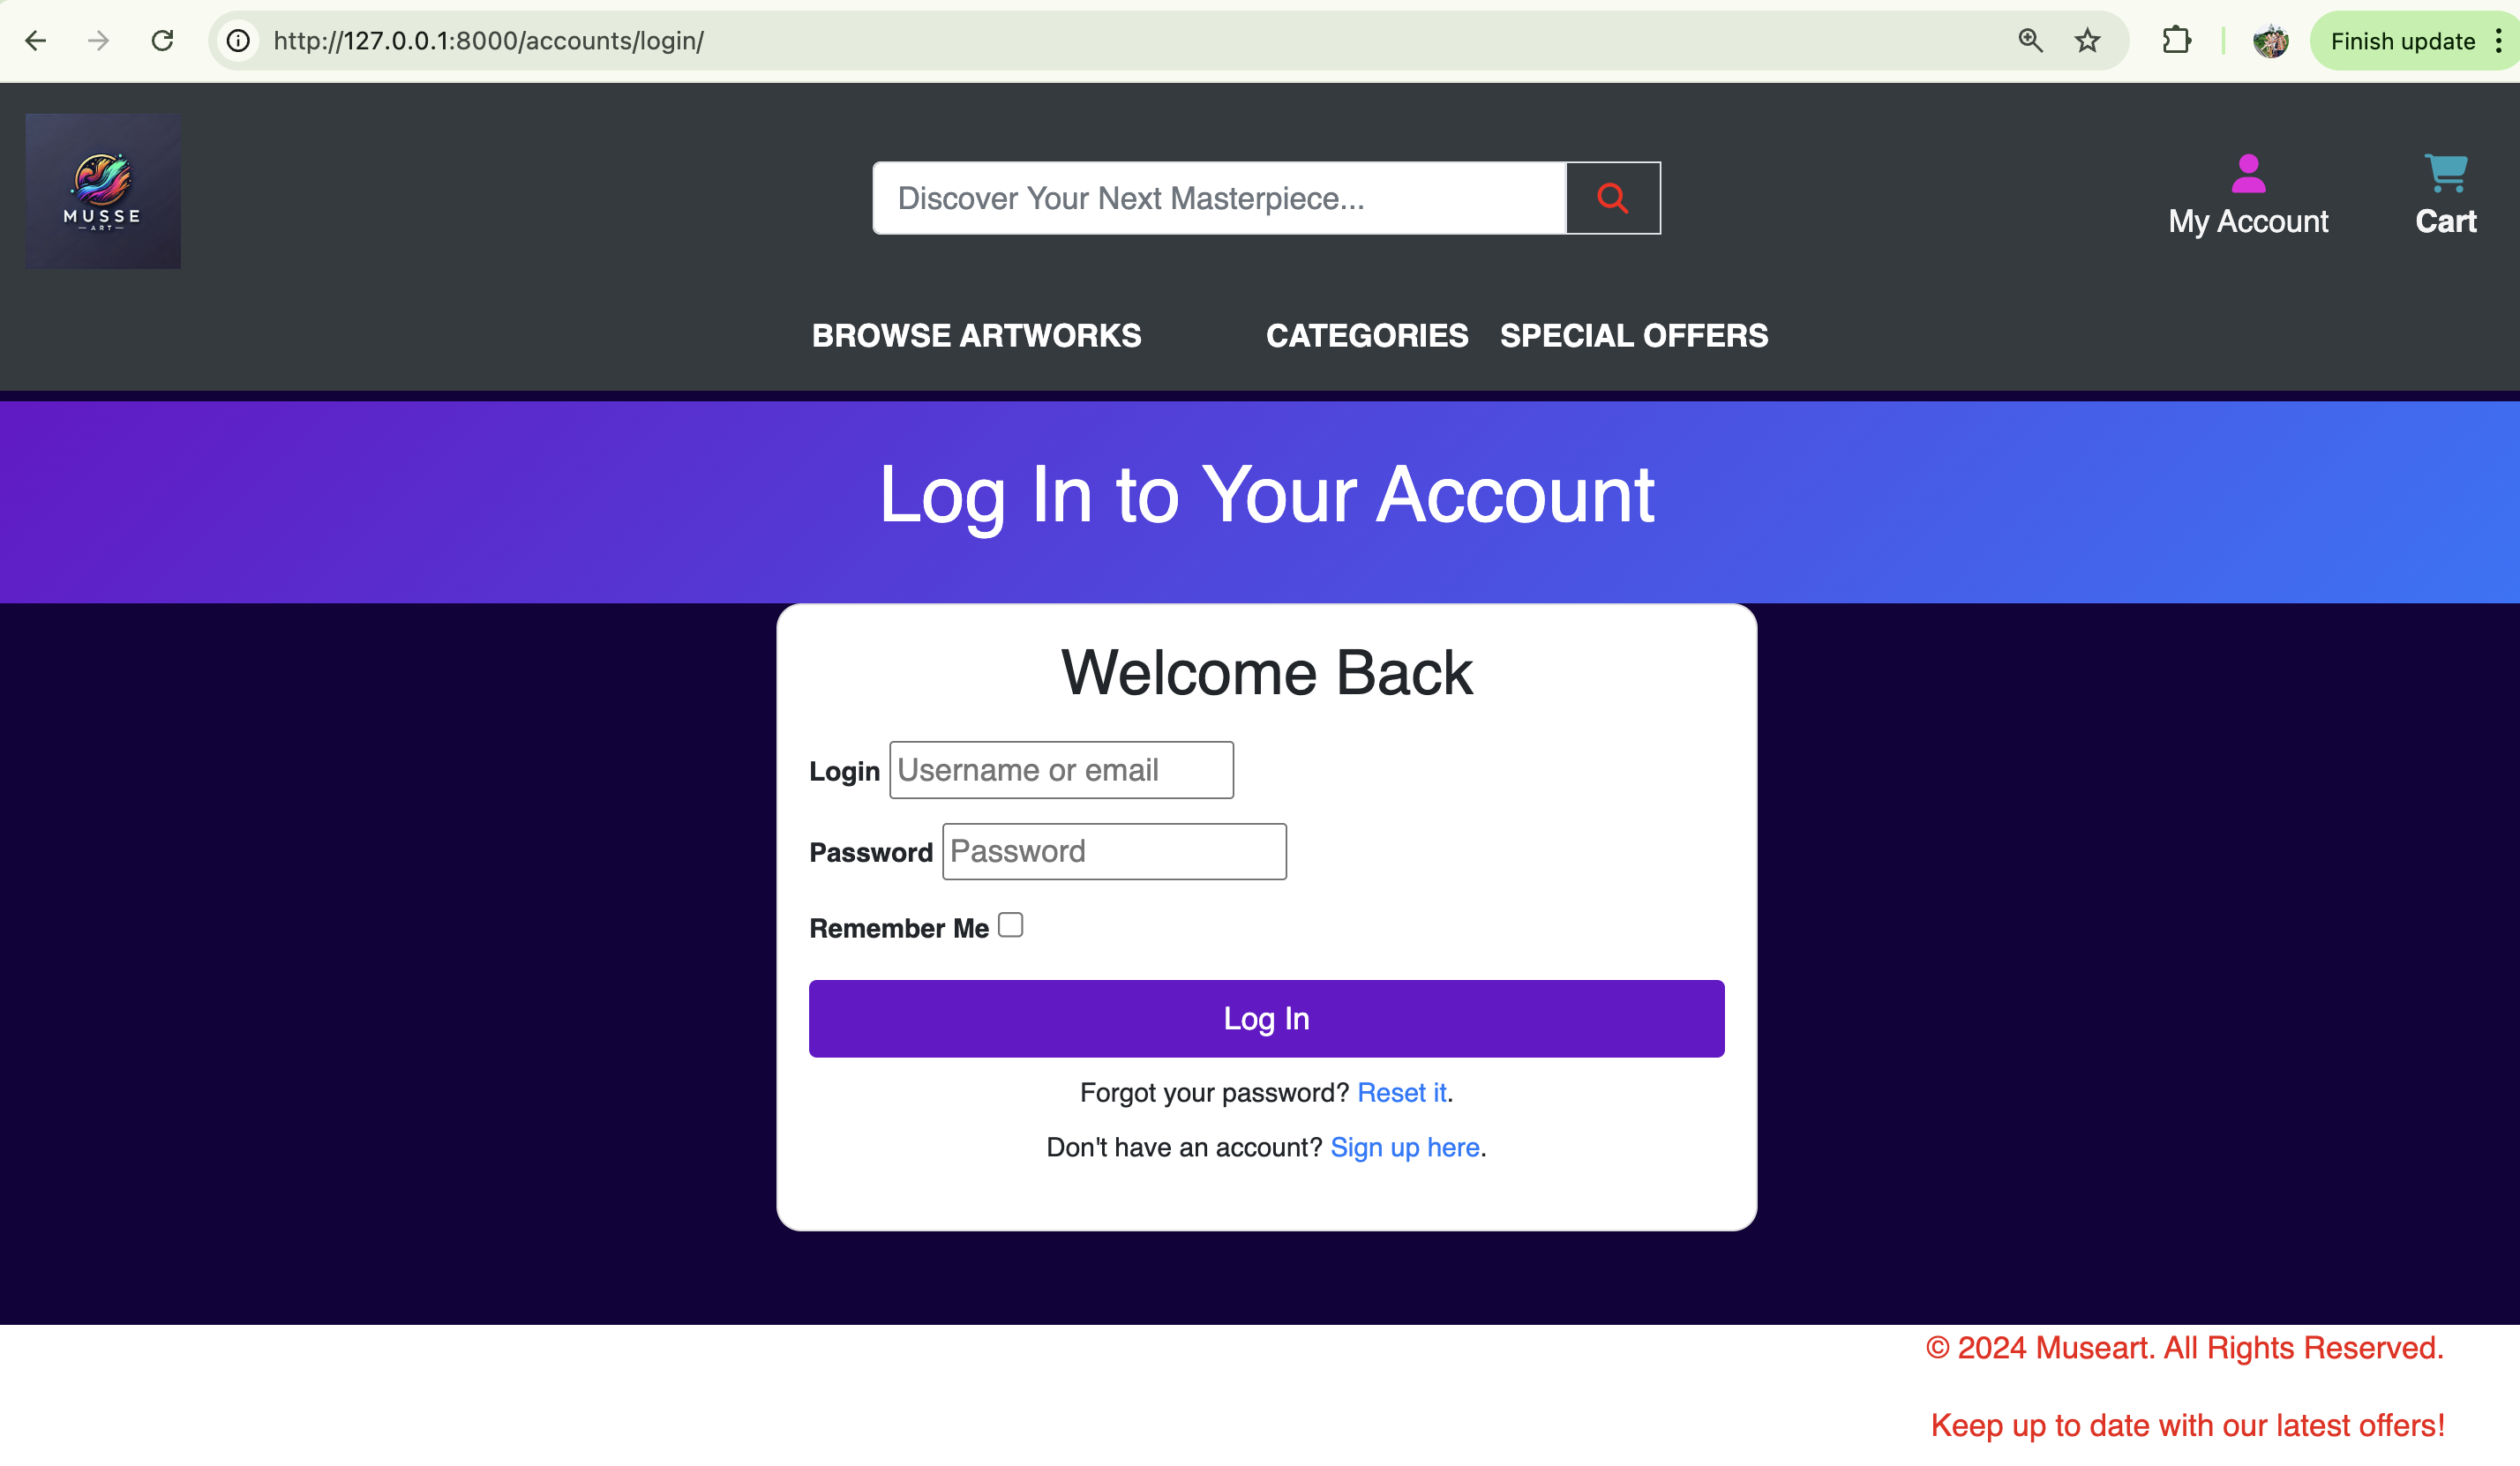 http://127.0.0.1:8000/accounts/login/
Finish update
MUSSE
ART
Discover Your Next Masterpiece...
My Account
Cart
BROWSE ARTWORKS
CATEGORIES
SPECIAL OFFERS
Log In to Your Account
Welcome Back
Login Username or email
Password Password
Remember Me
Log In
Forgot your password? Reset it.
Don't have an account? Sign up here.
© 2024 Museart. All Rights Reserved.
Keep up to date with our latest offers!